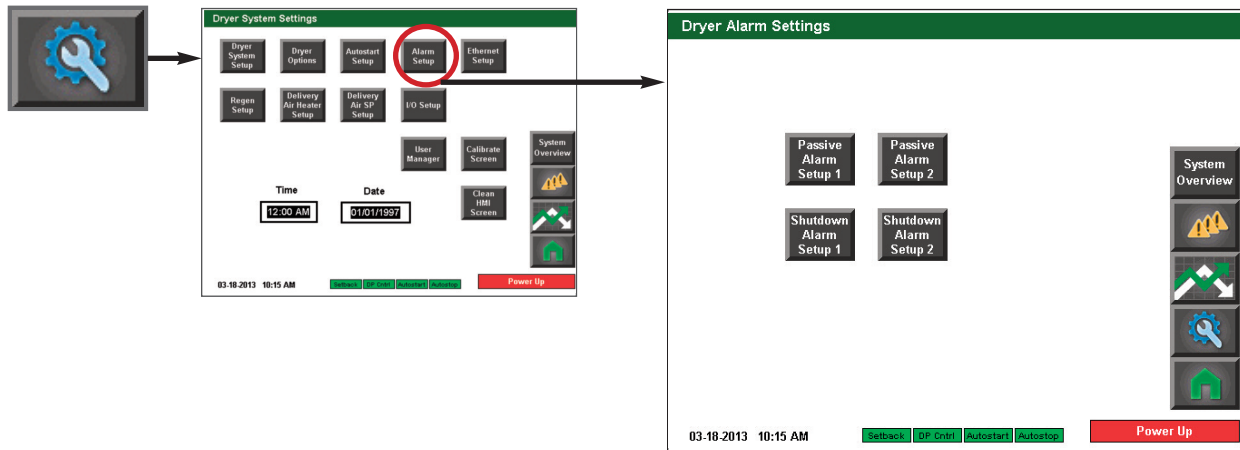 Dryer System Settings
Dryer
System
Setup
Dryer
Options
Autostart
Setup
Alarm
Setup
Ethernet
Setup
Regen
Setup
Delivery
Air Heater
Setup
Delivery
Air SP
Setup
I/O Setup
User
Manager
Calibrate
Screen
System
Overview
Time
Date
Clean
HMI
Screen
12:00 AM
01/01/1997
03-18-2013 10:15 AM
Setback
DP Cntrl
Autostart
Autostop
Power Up
Dryer Alarm Settings
Passive
Alarm
Setup 1
Passive
Alarm
Setup 2
Shutdown
Alarm
Setup 1
Shutdown
Alarm
Setup 2
System
Overview
03-18-2013 10:15 AM
Setback
DP Cntrl
Autostart
Autostop
Power Up